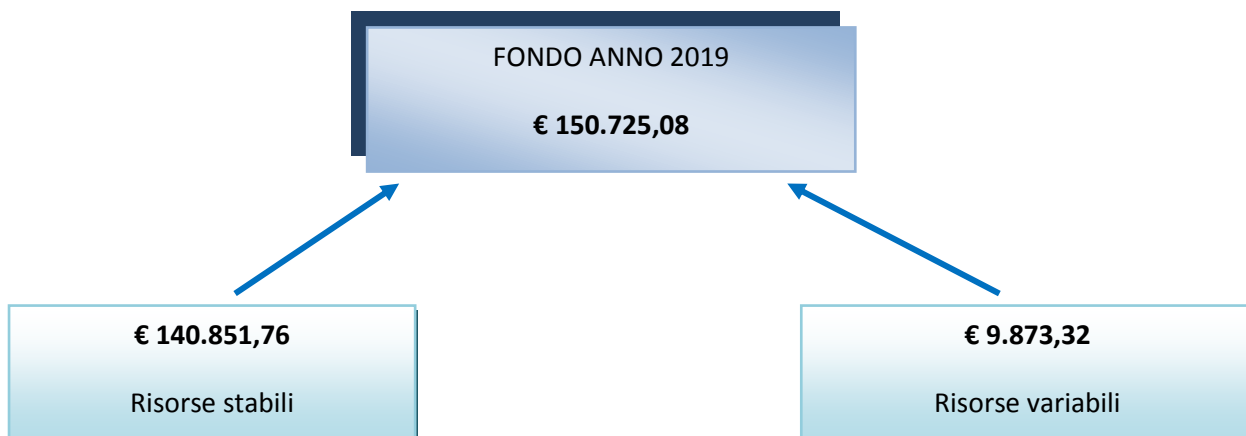 FONDO ANNO 2019
€ 150.725,08
€ 140.851,76
Risorse stabili
€ 9.873,32
Risorse variabili